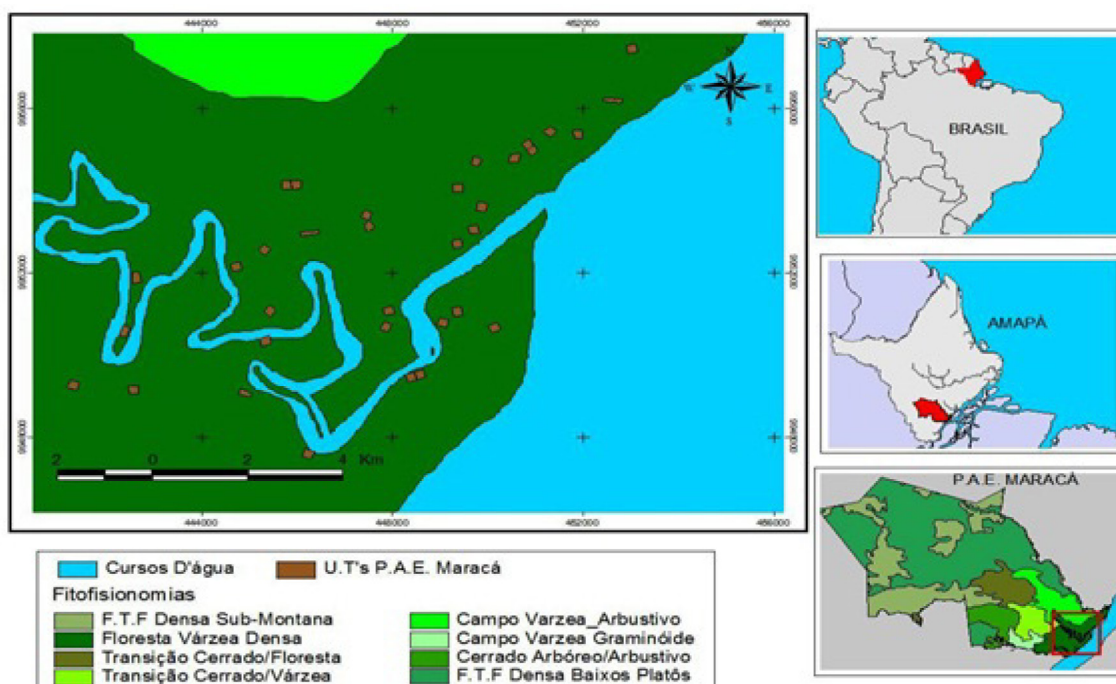 444000 448000 452000 456000
W E
S
2 0 2 4 Km
444000 448000 452000 456000
BRASIL
AMAPÁ
P.A.E. MARACÁ
Cursos D'água
U.T's P.A.E. Maracá
Fitofisionomias
F.T.F Densa Sub-Montana
Floresta Várzea Densa
Transição Cerrado/Floresta
Transição Cerrado/Várzea
Campo Varzea_Arbustivo
Campo Varzea Graminóide
Cerrado Arbóreo/Arbustivo
F.T.F Densa Baixos Platôs